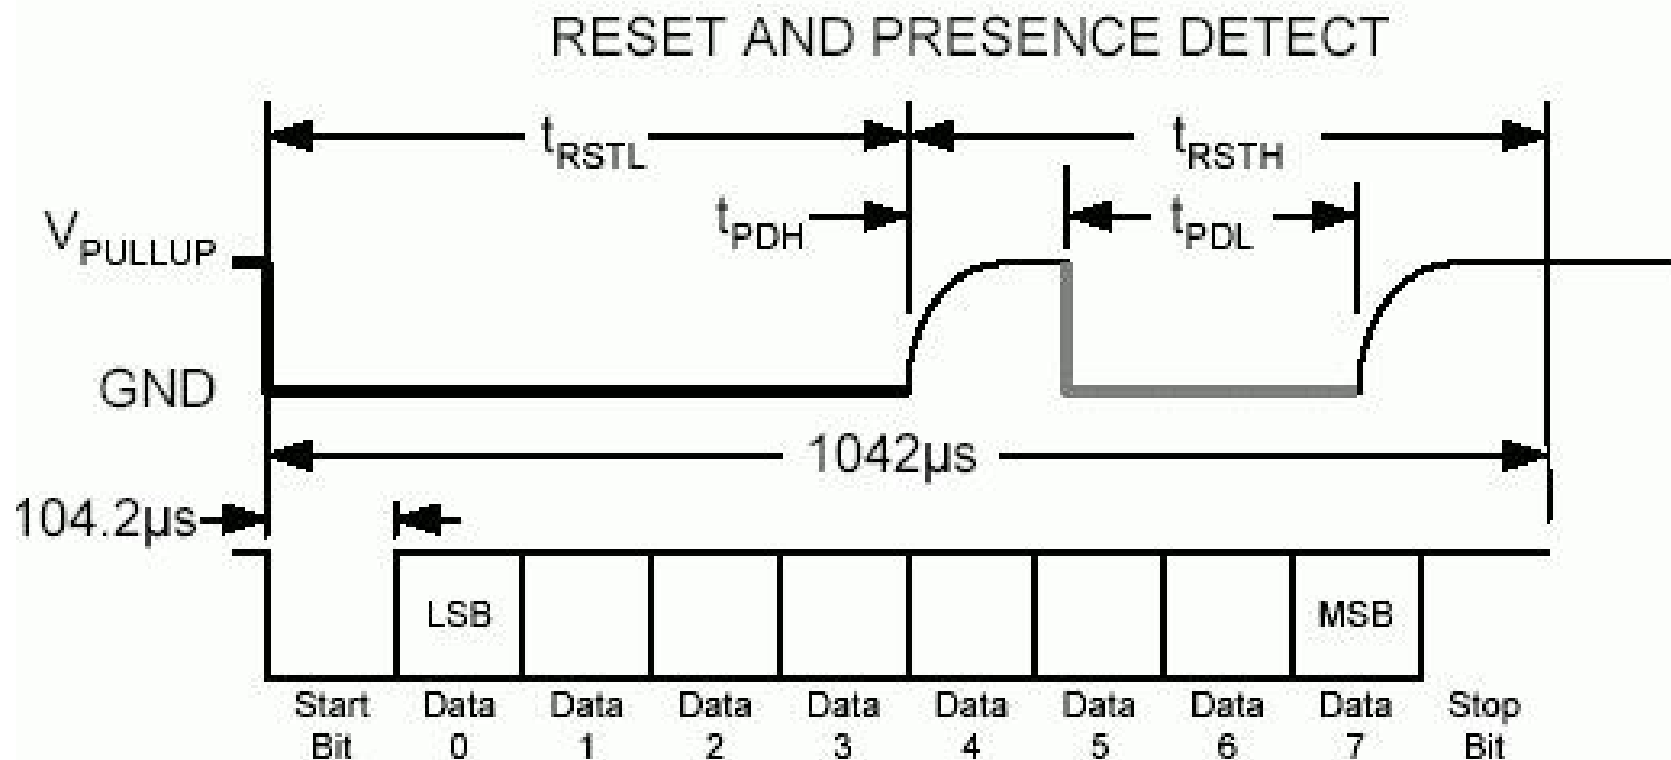 RESET AND PRESENCE DETECT
tRSTL
tRSTH
tPDH
tPDL
VPULLUP
GND
1042µs
104.2µs
LSB
MSB
Start Bit
Data 0
Data 1
Data 2
Data 3
Data 4
Data 5
Data 6
Data 7
Stop Bit